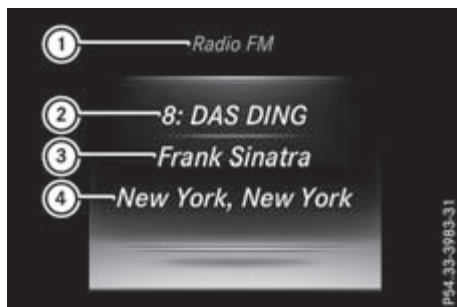 1 Radio FM
2 8: DAS DING
3 Frank Sinatra
4 New York, New York
P54.33-3983-31